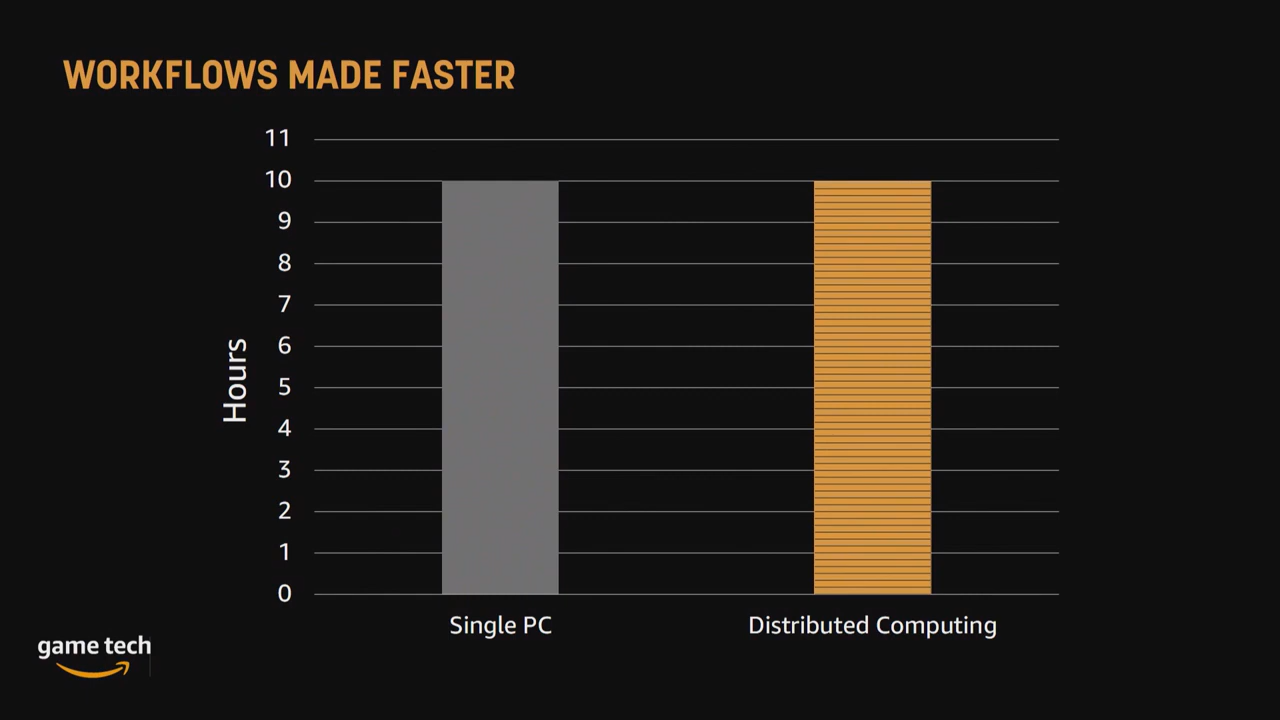 WORKFLOWS MADE FASTER
11
10
9
8
7
6
5
4
3
2
1
0
Hours
Single PC
Distributed Computing
game tech